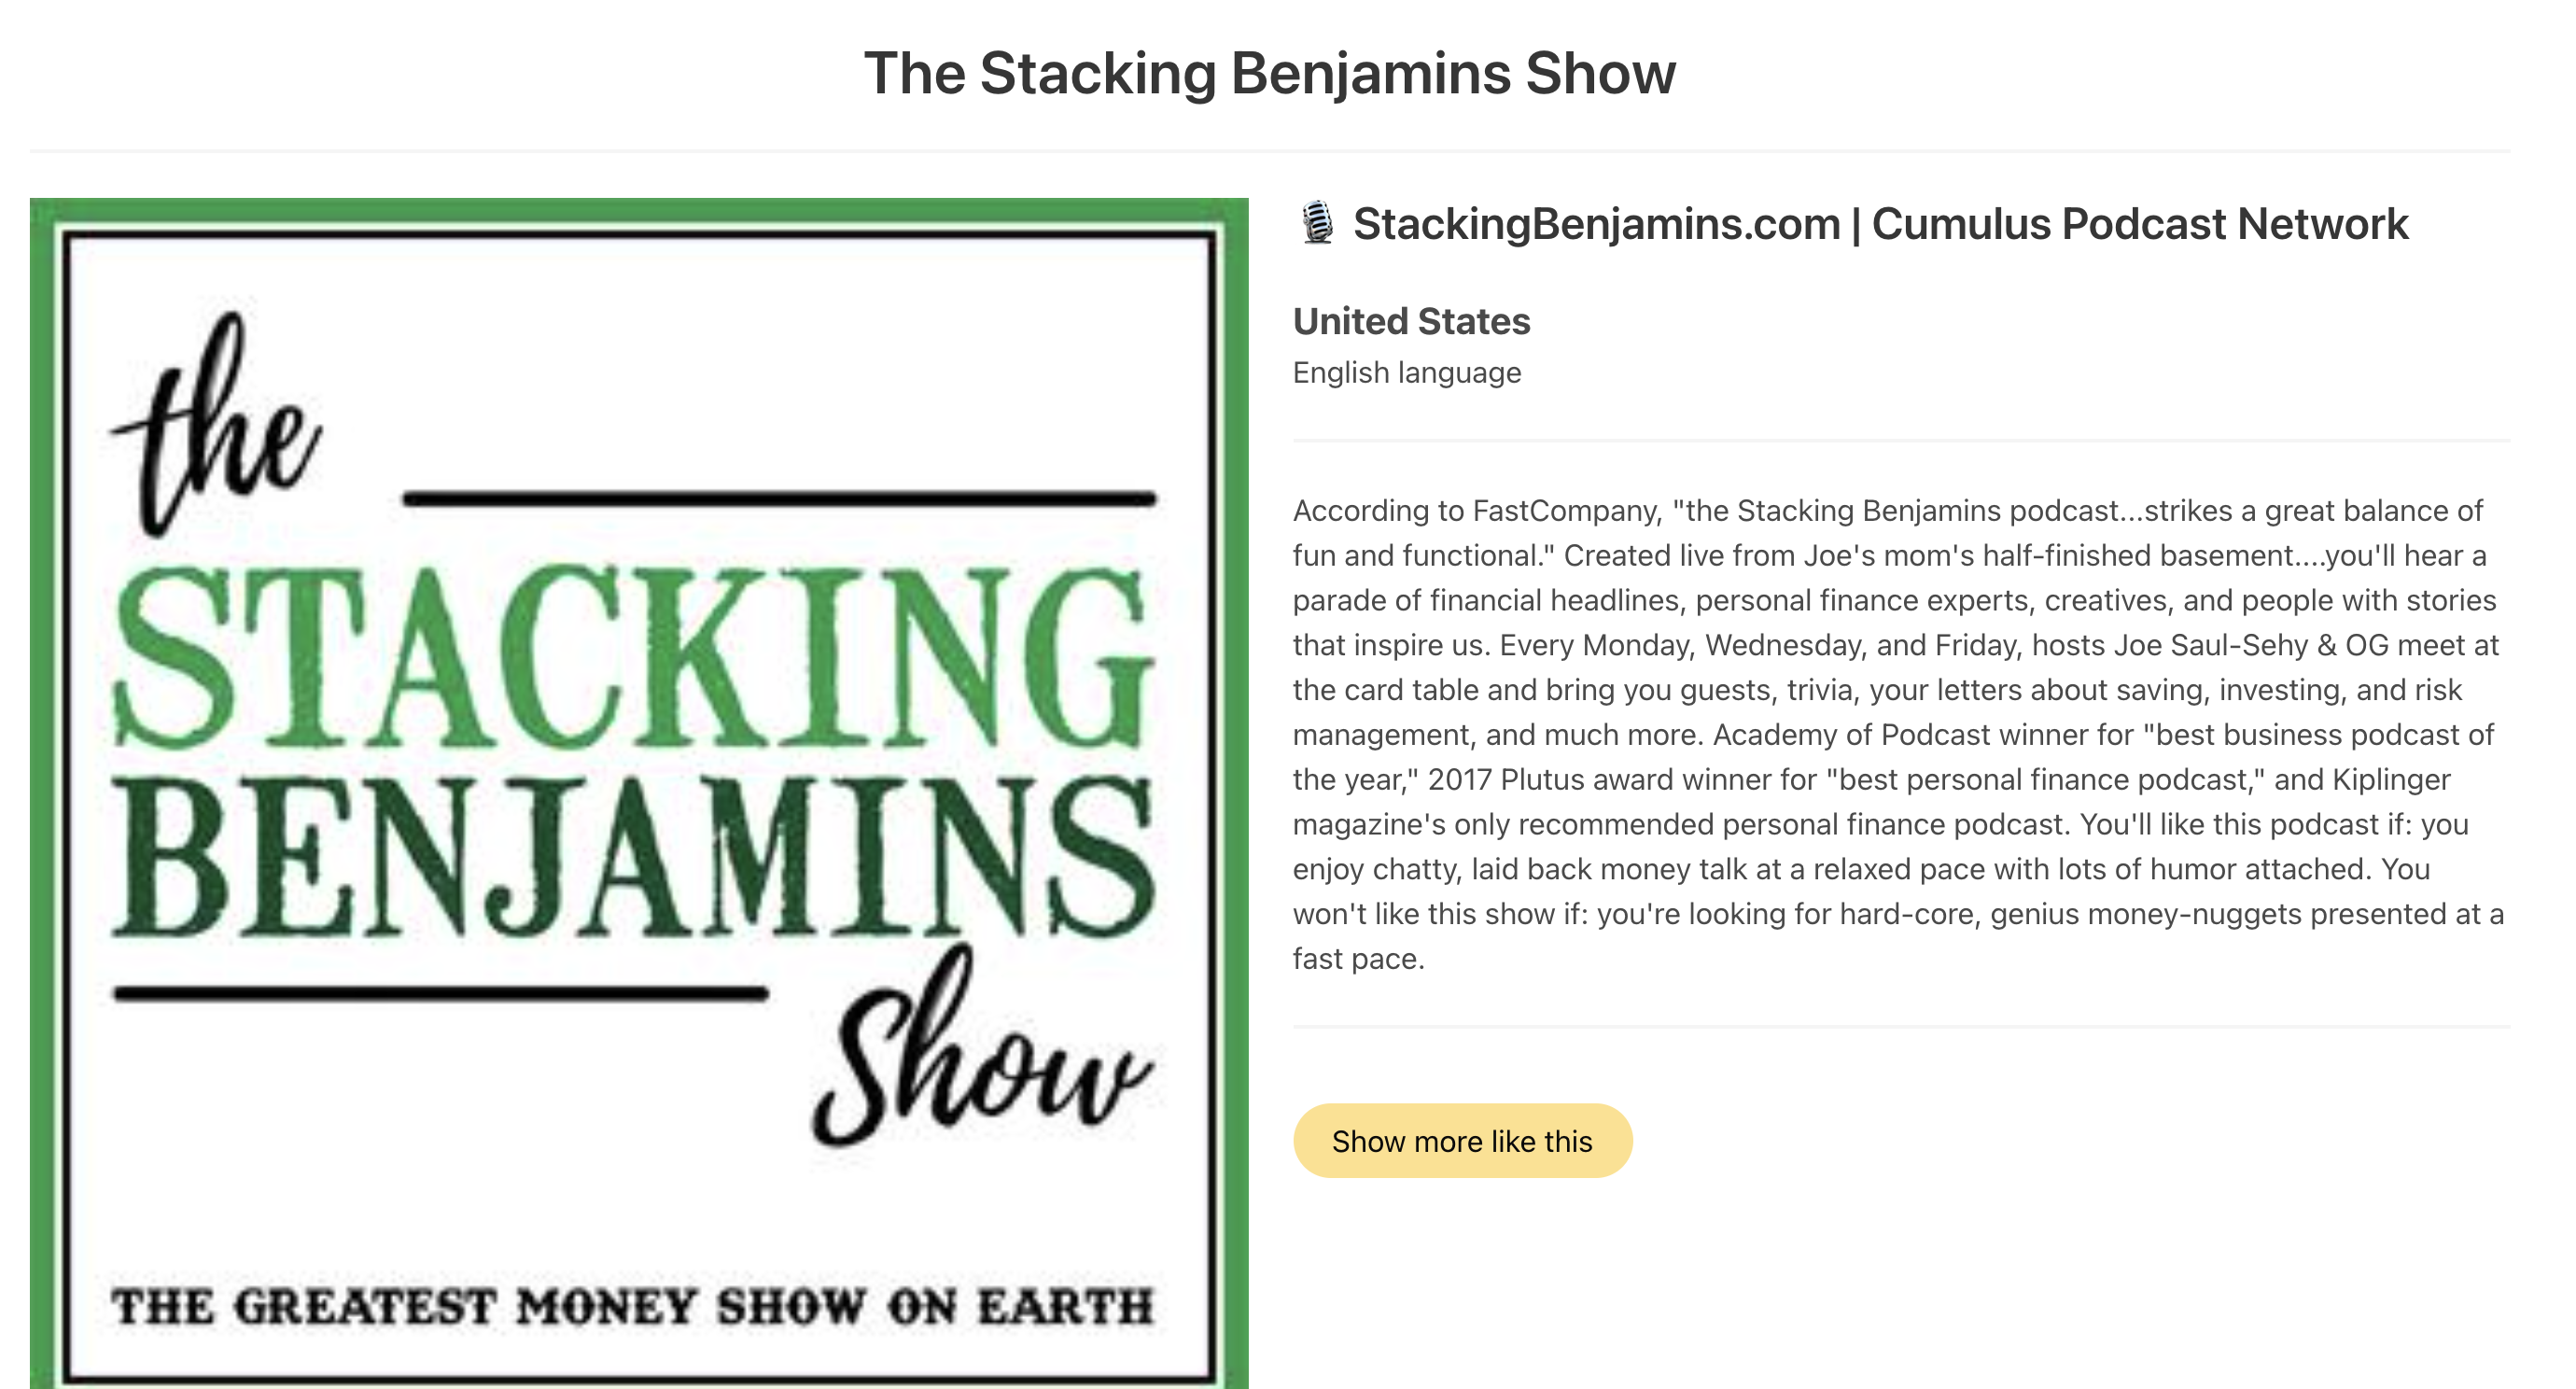 The Stacking Benjamins Show
the
STACKING
BENJAMINS
Show
THE GREATEST MONEY SHOW ON EARTH
StackingBenjamins.com | Cumulus Podcast Network
United States
English language
According to FastCompany, "the Stacking Benjamins podcast...strikes a great balance of
fun and functional." Created live from Joe's mom's half-finished basement....you'll hear a
parade of financial headlines, personal finance experts, creatives, and people with stories
that inspire us. Every Monday, Wednesday, and Friday, hosts Joe Saul-Sehy & OG meet at
the card table and bring you guests, trivia, your letters about saving, investing, and risk
management, and much more. Academy of Podcast winner for "best business podcast of
the year," 2017 Plutus award winner for "best personal finance podcast," and Kiplinger
magazine's only recommended personal finance podcast. You'll like this podcast if: you
enjoy chatty, laid back money talk at a relaxed pace with lots of humor attached. You
won't like this show if: you're looking for hard-core, genius money-nuggets presented at a
fast pace.
Show more like this